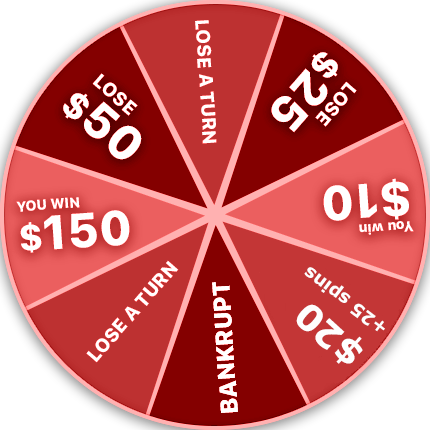 LOSE A TURN
LOSE
$25
You win
$10
+25 spins
$20
BANKRUPT
LOSE A TURN
YOU WIN
$150
LOSE
$50